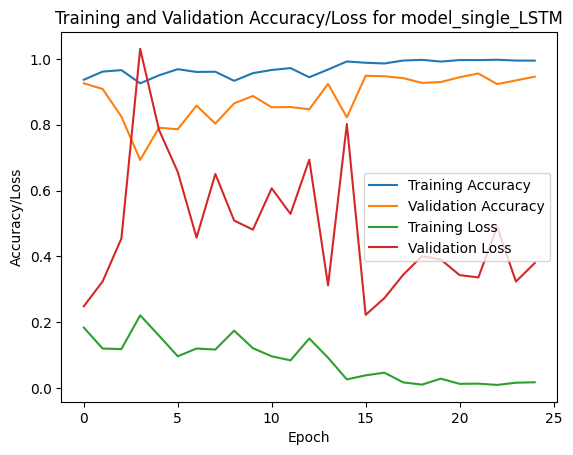 Training and Validation Accuracy/Loss for model_single_LSTM
1.0
0.8
0.6
0.4
0.2
0.0
Accuracy/Loss
Training Accuracy
Validation Accuracy
Training Loss
Validation Loss
0 5 10 15 20 25
Epoch